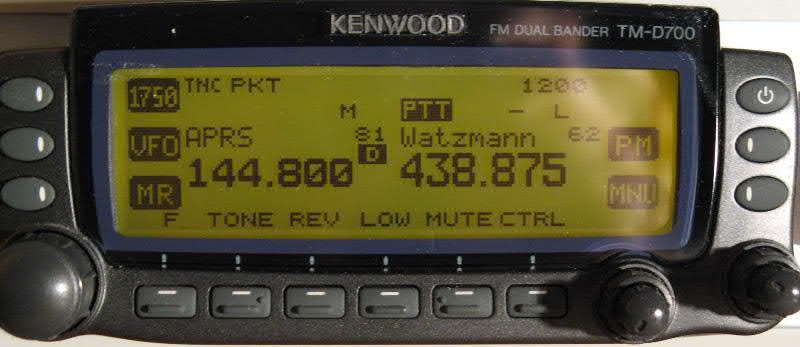 KENWOOD FM DUAL BANDER TM-D700
1750 TNC PKT 1200
M PTT - L
VFO APRS 81 Watzmann 62 PM
D
MR 144.800 438.875 MNU
F TONE REV LOW MUTE CTRL